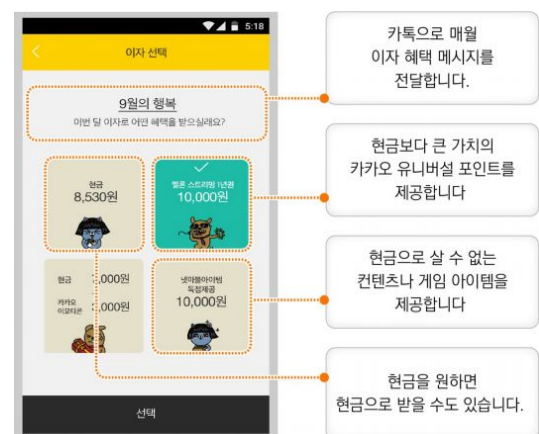 5:18
이자 선택
9월의 행복
이번 달 이자로 어떤 혜택을 받으실래요?
현금
8,530원
멜론 스트리밍 1년권
10,000원
현금 ,000원
카카오
이모티콘 ,000원
넷마블아이템
독점제공
10,000원
선택
카톡으로 매월
이자 혜택 메시지를
전달합니다.
현금보다 큰 가치의
카카오 유니버설 포인트를
제공합니다
현금으로 살 수 없는
컨텐츠나 게임 아이템을
제공합니다
현금을 원하면
현금으로 받을 수도 있습니다.